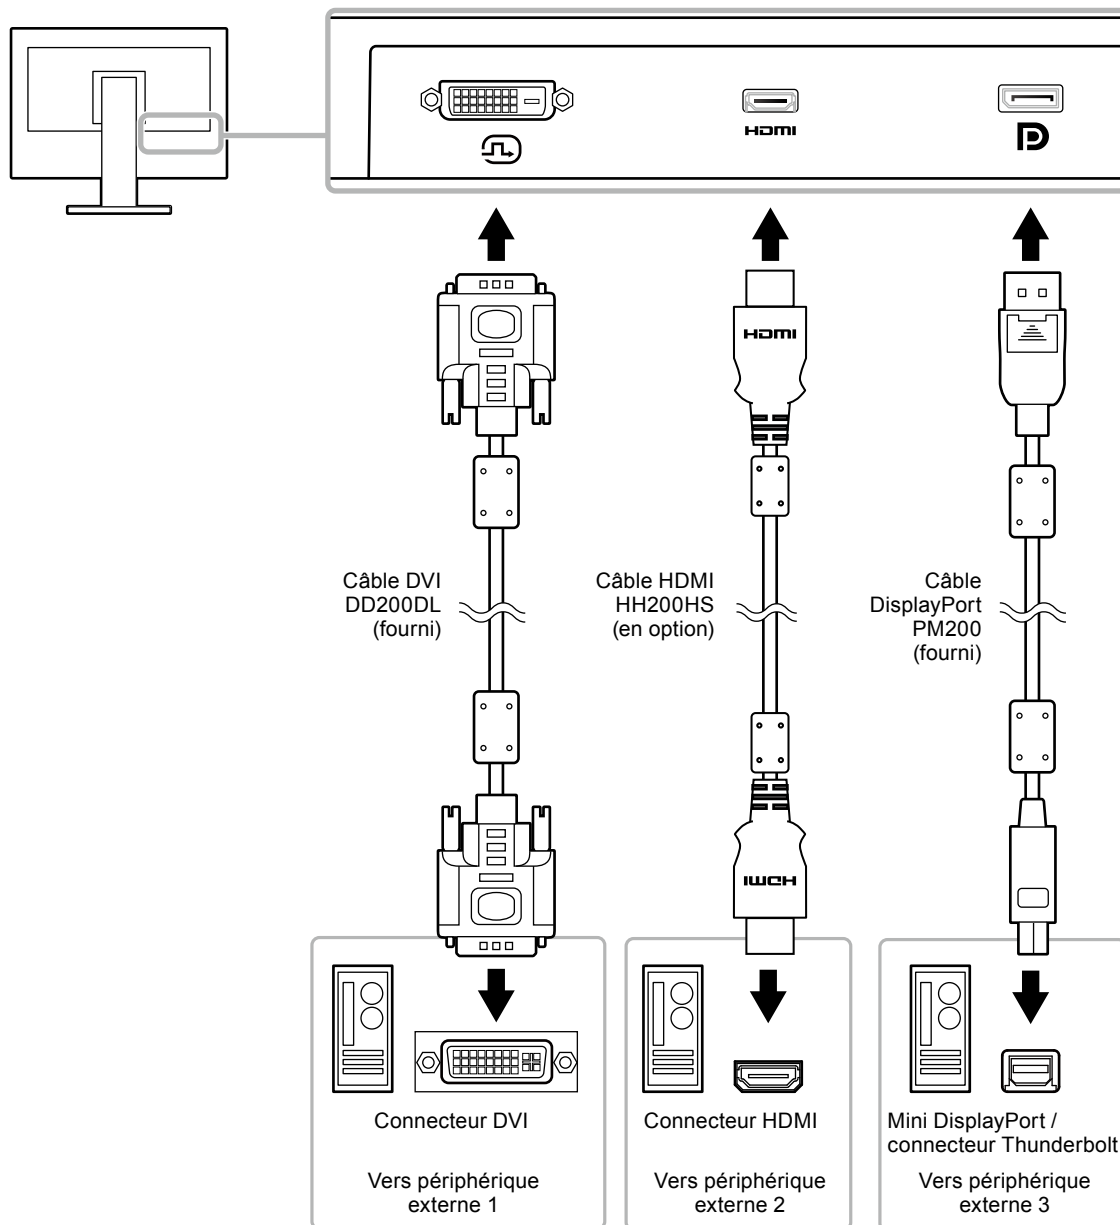 HDMI
HDMI
Câble DVI
DD200DL
(fourni)
Câble HDMI
HH200HS
(en option)
Câble
DisplayPort
PM200
(fourni)
HDMI
Connecteur DVI
Vers périphérique
externe 1
Connecteur HDMI
Vers périphérique
externe 2
Mini DisplayPort /
connecteur Thunderbolt
Vers périphérique
externe 3